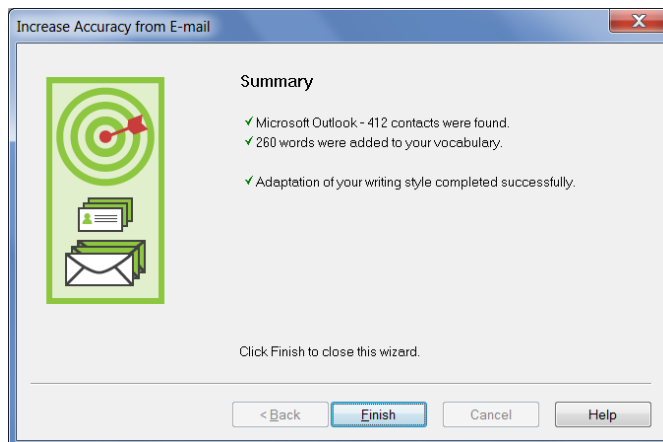 Increase Accuracy from E-mail
Summary
Microsoft Outlook - 412 contacts were found.
260 words were added to your vocabulary.
Adaptation of your writing style completed successfully.
Click Finish to close this wizard.
< Back
Finish
Cancel
Help